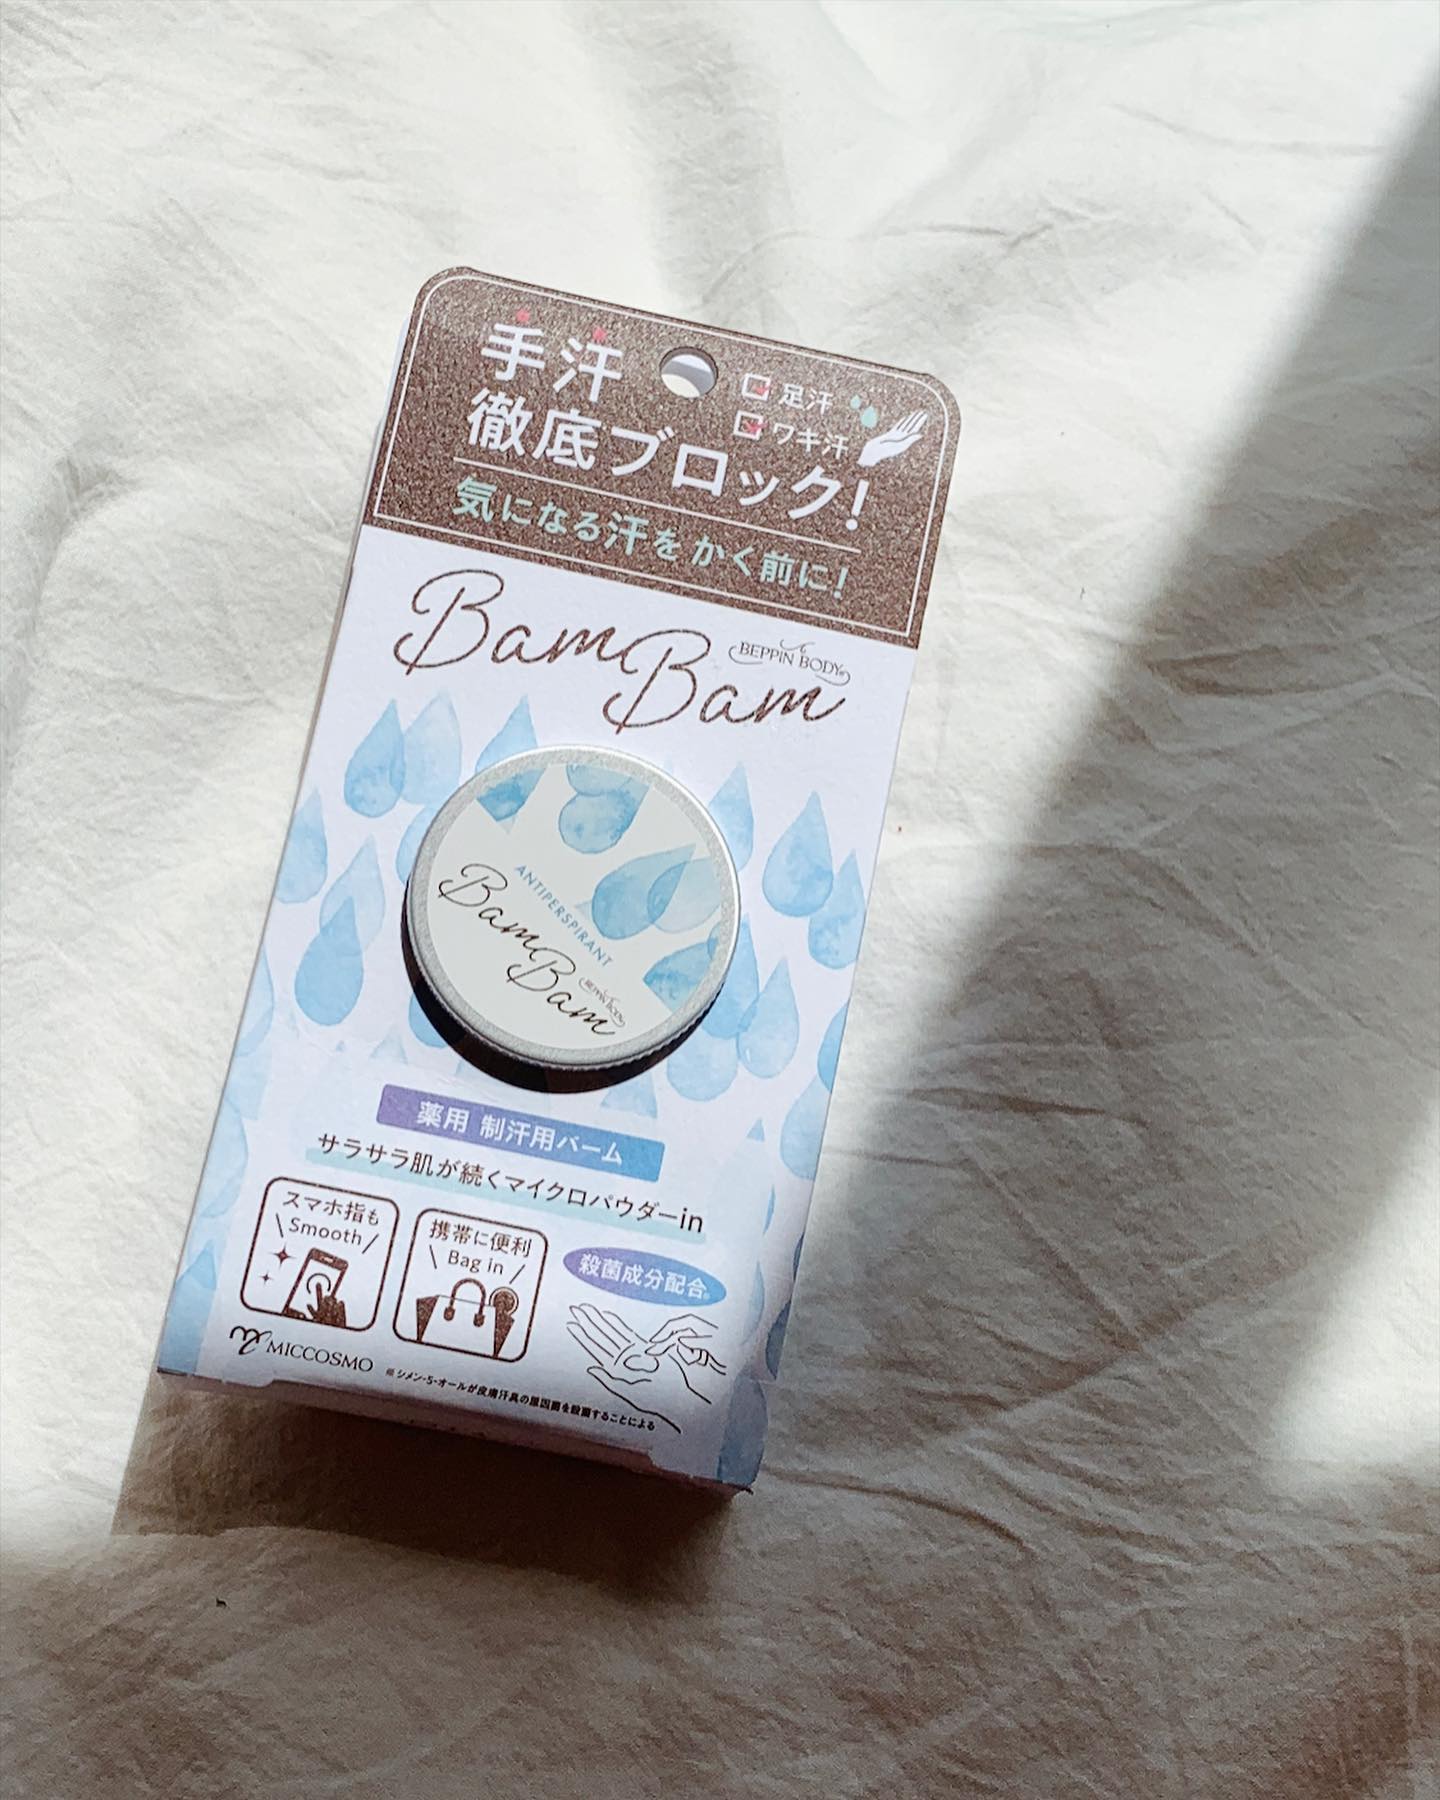 手汗
足汗
ワキ汗
徹底ブロック!
気になる汗をかく前に!
BamBam
BEPPIN BODY®
ANTIPERSPIRANT
BamBam
BEPPIN BODY
薬用 制汗用バーム
サラサラ肌が続くマイクロパウダーin
スマホ指も
\Smooth/
携帯に便利
\Bag in/
殺菌成分配合※
MICCOSMO
※シメン-5-オールが皮膚汗臭の原因菌を殺菌することによる